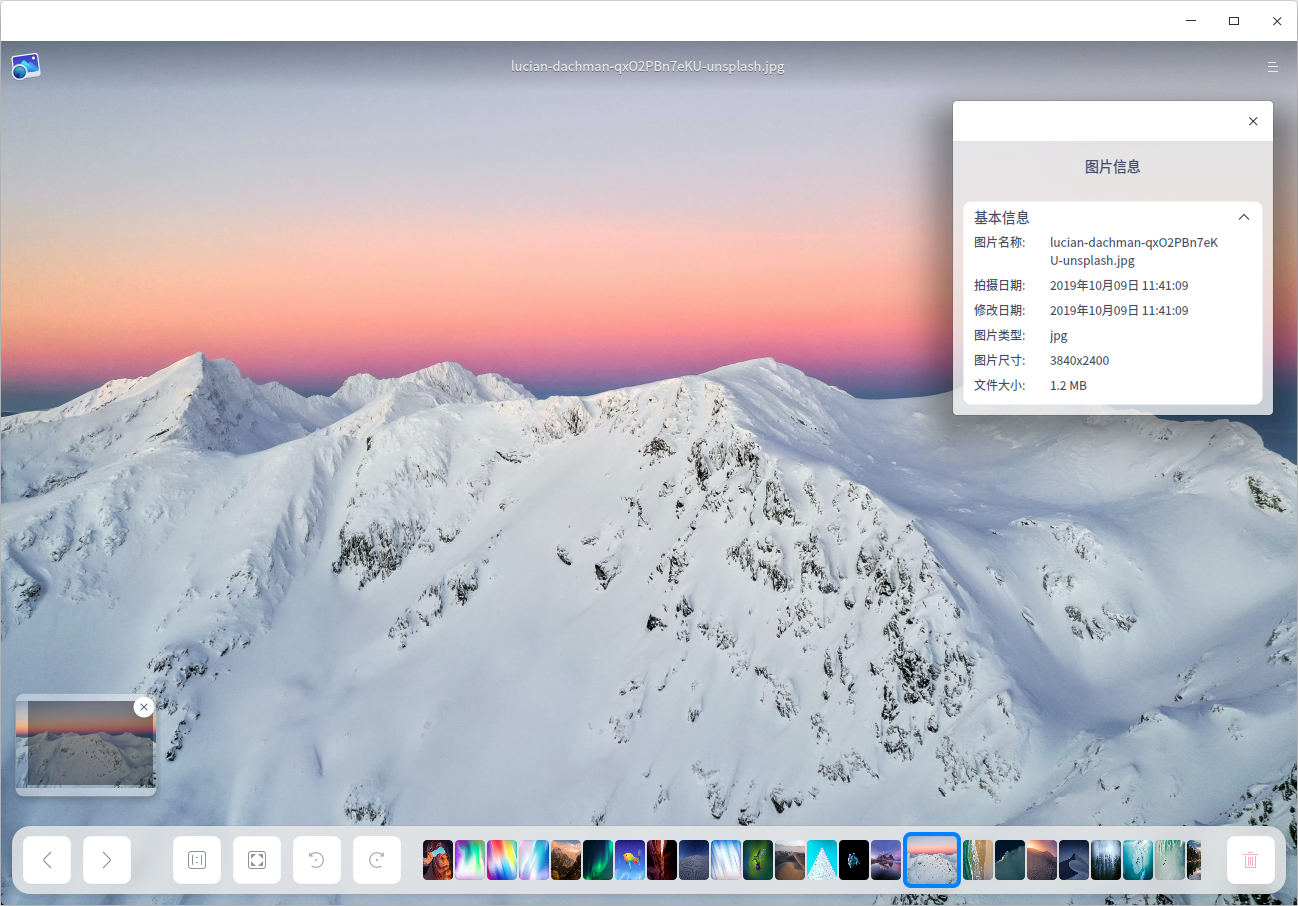 lucian-dachman-qxO2PBn7eKU-unsplash.jpg
图片信息
基本信息
图片名称: lucian-dachman-qxO2PBn7eK
U-unsplash.jpg
拍摄日期: 2019年10月09日 11:41:09
修改日期: 2019年10月09日 11:41:09
图片类型: jpg
图片尺寸: 3840x2400
文件大小: 1.2 MB